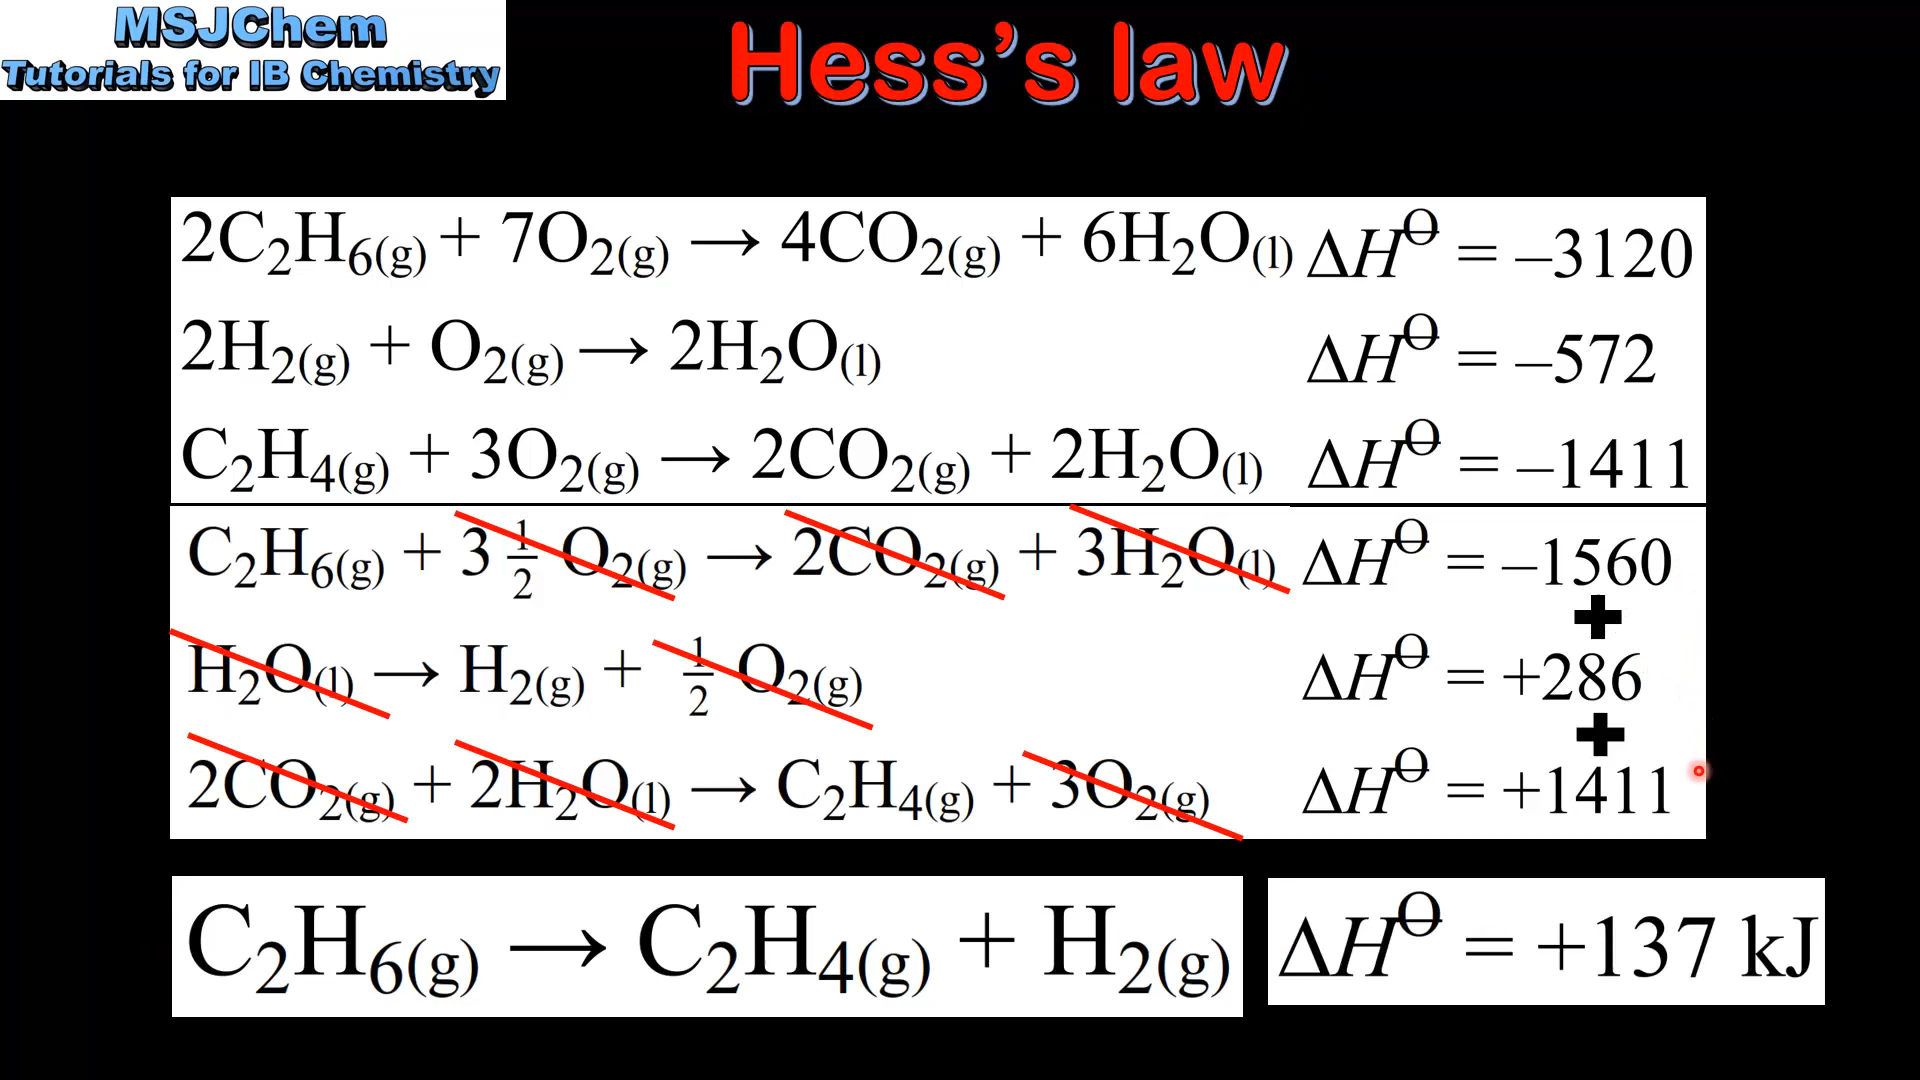 MSJChem
Tutorials for IB Chemistry
Hess’s law
2C₂H₆(g) + 7O₂(g) → 4CO₂(g) + 6H₂O(l) ΔH⊖ = –3120
2H₂(g) + O₂(g) → 2H₂O(l) ΔH⊖ = –572
C₂H₄(g) + 3O₂(g) → 2CO₂(g) + 2H₂O(l) ΔH⊖ = –1411
C₂H₆(g) + 3 ½ O₂(g) → 2CO₂(g) + 3H₂O(l) ΔH⊖ = –1560
+
H₂O(l) → H₂(g) + ½ O₂(g) ΔH⊖ = +286
+
2CO₂(g) + 2H₂O(l) → C₂H₄(g) + 3O₂(g) ΔH⊖ = +1411
C₂H₆(g) → C₂H₄(g) + H₂(g) ΔH⊖ = +137 kJ